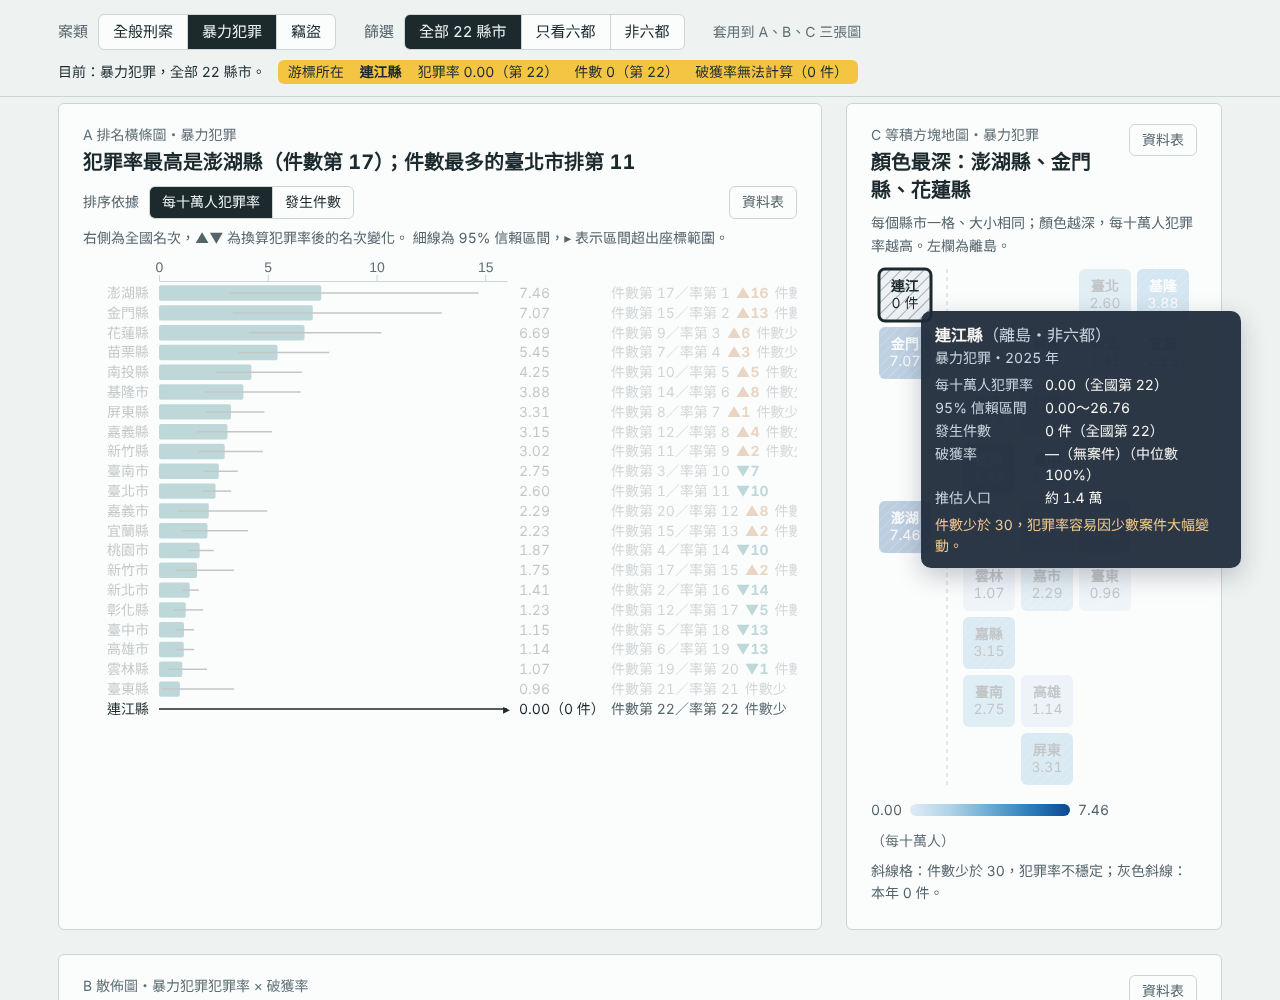 案類 全般刑案 暴力犯罪 竊盜 篩選 全部 22 縣市 只看六都 非六都 套用到 A、B、C 三張圖
目前：暴力犯罪，全部 22 縣市。 游標所在 連江縣 犯罪率 0.00（第 22） 件數 0（第 22） 破獲率無法計算（0 件）
A 排名橫條圖・暴力犯罪
犯罪率最高是澎湖縣（件數第 17）；件數最多的臺北市排第 11
排序依據 每十萬人犯罪率 發生件數 資料表
右側為全國名次，▲▼ 為換算犯罪率後的名次變化。 細線為 95% 信賴區間，▸ 表示區間超出座標範圍。
0 5 10 15
澎湖縣 7.46 件數第 17／率第 1 ▲16 件
金門縣 7.07 件數第 15／率第 2 ▲13 件
花蓮縣 6.69 件數第 9／率第 3 ▲6 件數少
苗栗縣 5.45 件數第 7／率第 4 ▲3 件數少
南投縣 4.25 件數第 10／率第 5 ▲5 件數
基隆市 3.88 件數第 14／率第 6 ▲8 件數
屏東縣 3.31 件數第 8／率第 7 ▲1 件數少
嘉義縣 3.15 件數第 12／率第 8 ▲4 件數
新竹縣 3.02 件數第 11／率第 9 ▲2 件數
臺南市 2.75 件數第 3／率第 10 ▼7
臺北市 2.60 件數第 1／率第 11 ▼10
嘉義市 2.29 件數第 20／率第 12 ▲8 件
宜蘭縣 2.23 件數第 15／率第 13 ▲2 件
桃園市 1.87 件數第 4／率第 14 ▼10
新竹市 1.75 件數第 17／率第 15 ▲2 件
新北市 1.41 件數第 2／率第 16 ▼14
彰化縣 1.23 件數第 12／率第 17 ▼5 件
臺中市 1.15 件數第 5／率第 18 ▼13
高雄市 1.14 件數第 6／率第 19 ▼13
雲林縣 1.07 件數第 19／率第 20 ▼1 件
臺東縣 0.96 件數第 21／率第 21 件數少
連江縣 0.00（0 件） 件數第 22／率第 22 件數少
C 等積方塊地圖・暴力犯罪
資料表
顏色最深：澎湖縣、金門
縣、花蓮縣
每個縣市一格、大小相同；顏色越深，每十萬人犯罪
率越高。左欄為離島。
連江 臺北 基隆
0 件 2.60 3.88
金門
7.07
連江縣（離島・非六都）
暴力犯罪・2025 年
每十萬人犯罪率 0.00（全國第 22）
95% 信賴區間 0.00～26.76
發生件數 0 件（全國第 22）
破獲率 —（無案件）（中位數
100%）
推估人口 約 1.4 萬
件數少於 30，犯罪率容易因少數案件大幅變
動。
澎湖
7.46
雲林 嘉市 臺東
1.07 2.29 0.96
嘉縣
3.15
臺南 高雄
2.75 1.14
屏東
3.31
0.00 7.46
（每十萬人）
斜線格：件數少於 30，犯罪率不穩定；灰色斜線：
本年 0 件。
B 散佈圖・暴力犯罪犯罪率 × 破獲率
資料表